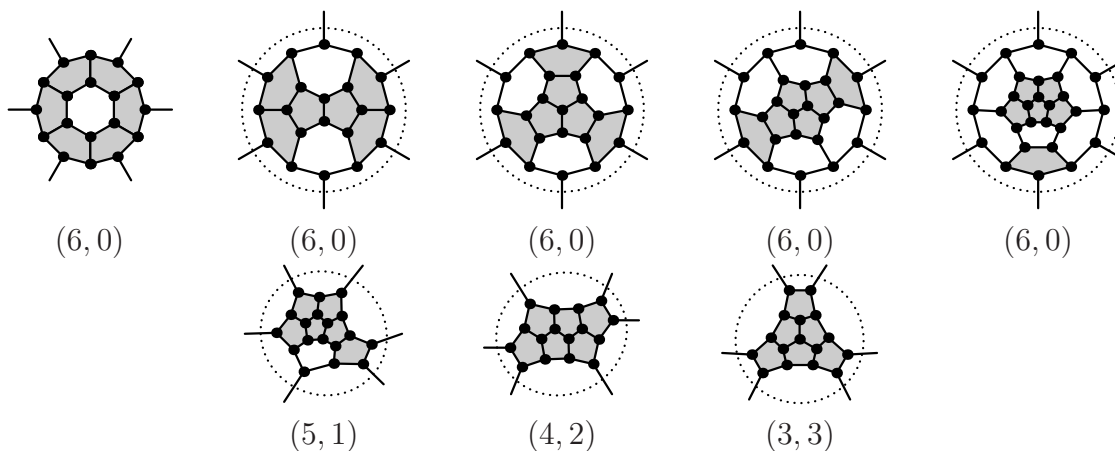 (6, 0) (6, 0) (6, 0) (6, 0) (6, 0)
(5, 1) (4, 2) (3, 3)